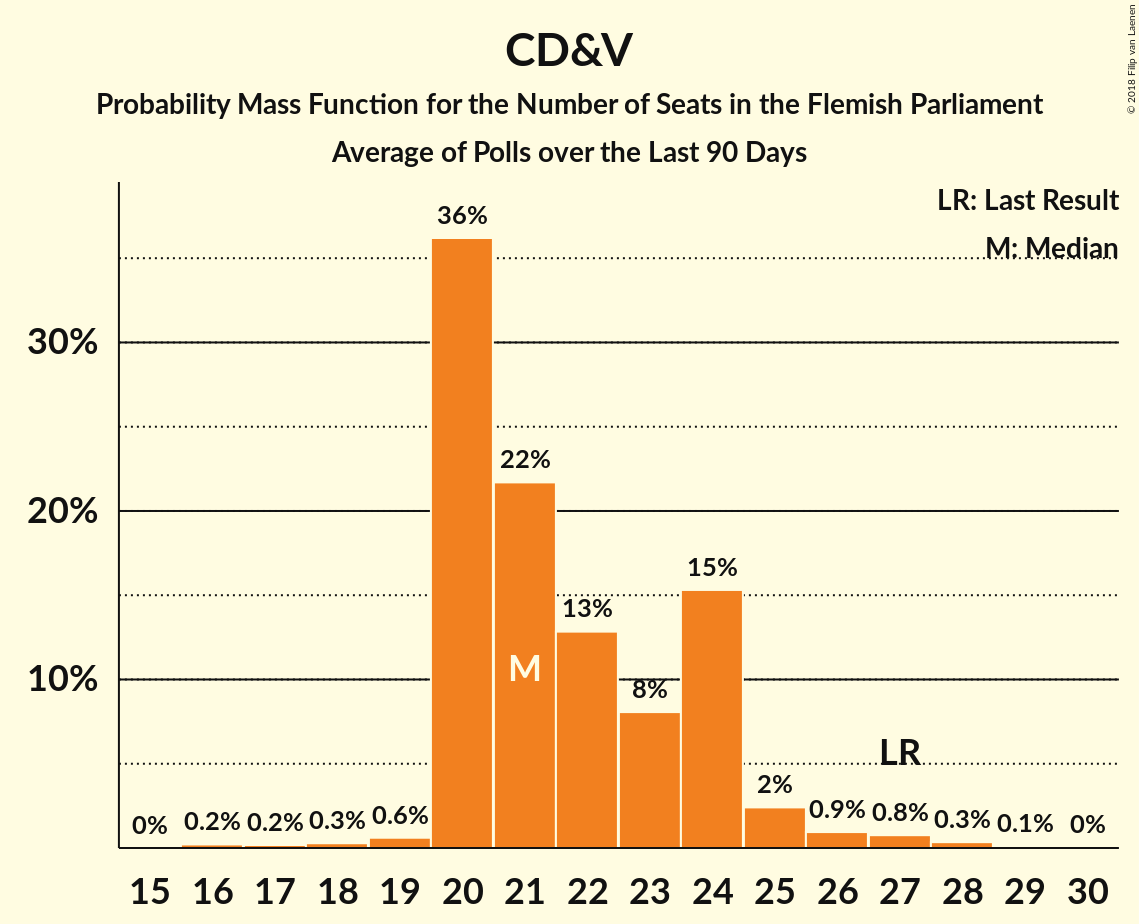 CD&V
Probability Mass Function for the Number of Seats in the Flemish Parliament
Average of Polls over the Last 90 Days
© 2018 Filip van Laenen
LR: Last Result
M: Median
30%
20%
10%
0%
0.2%
0.2%
0.3%
0.6%
36%
22%
13%
8%
15%
2%
0.9%
0.8%
0.3%
0.1%
0%
M
LR
15 16 17 18 19 20 21 22 23 24 25 26 27 28 29 30